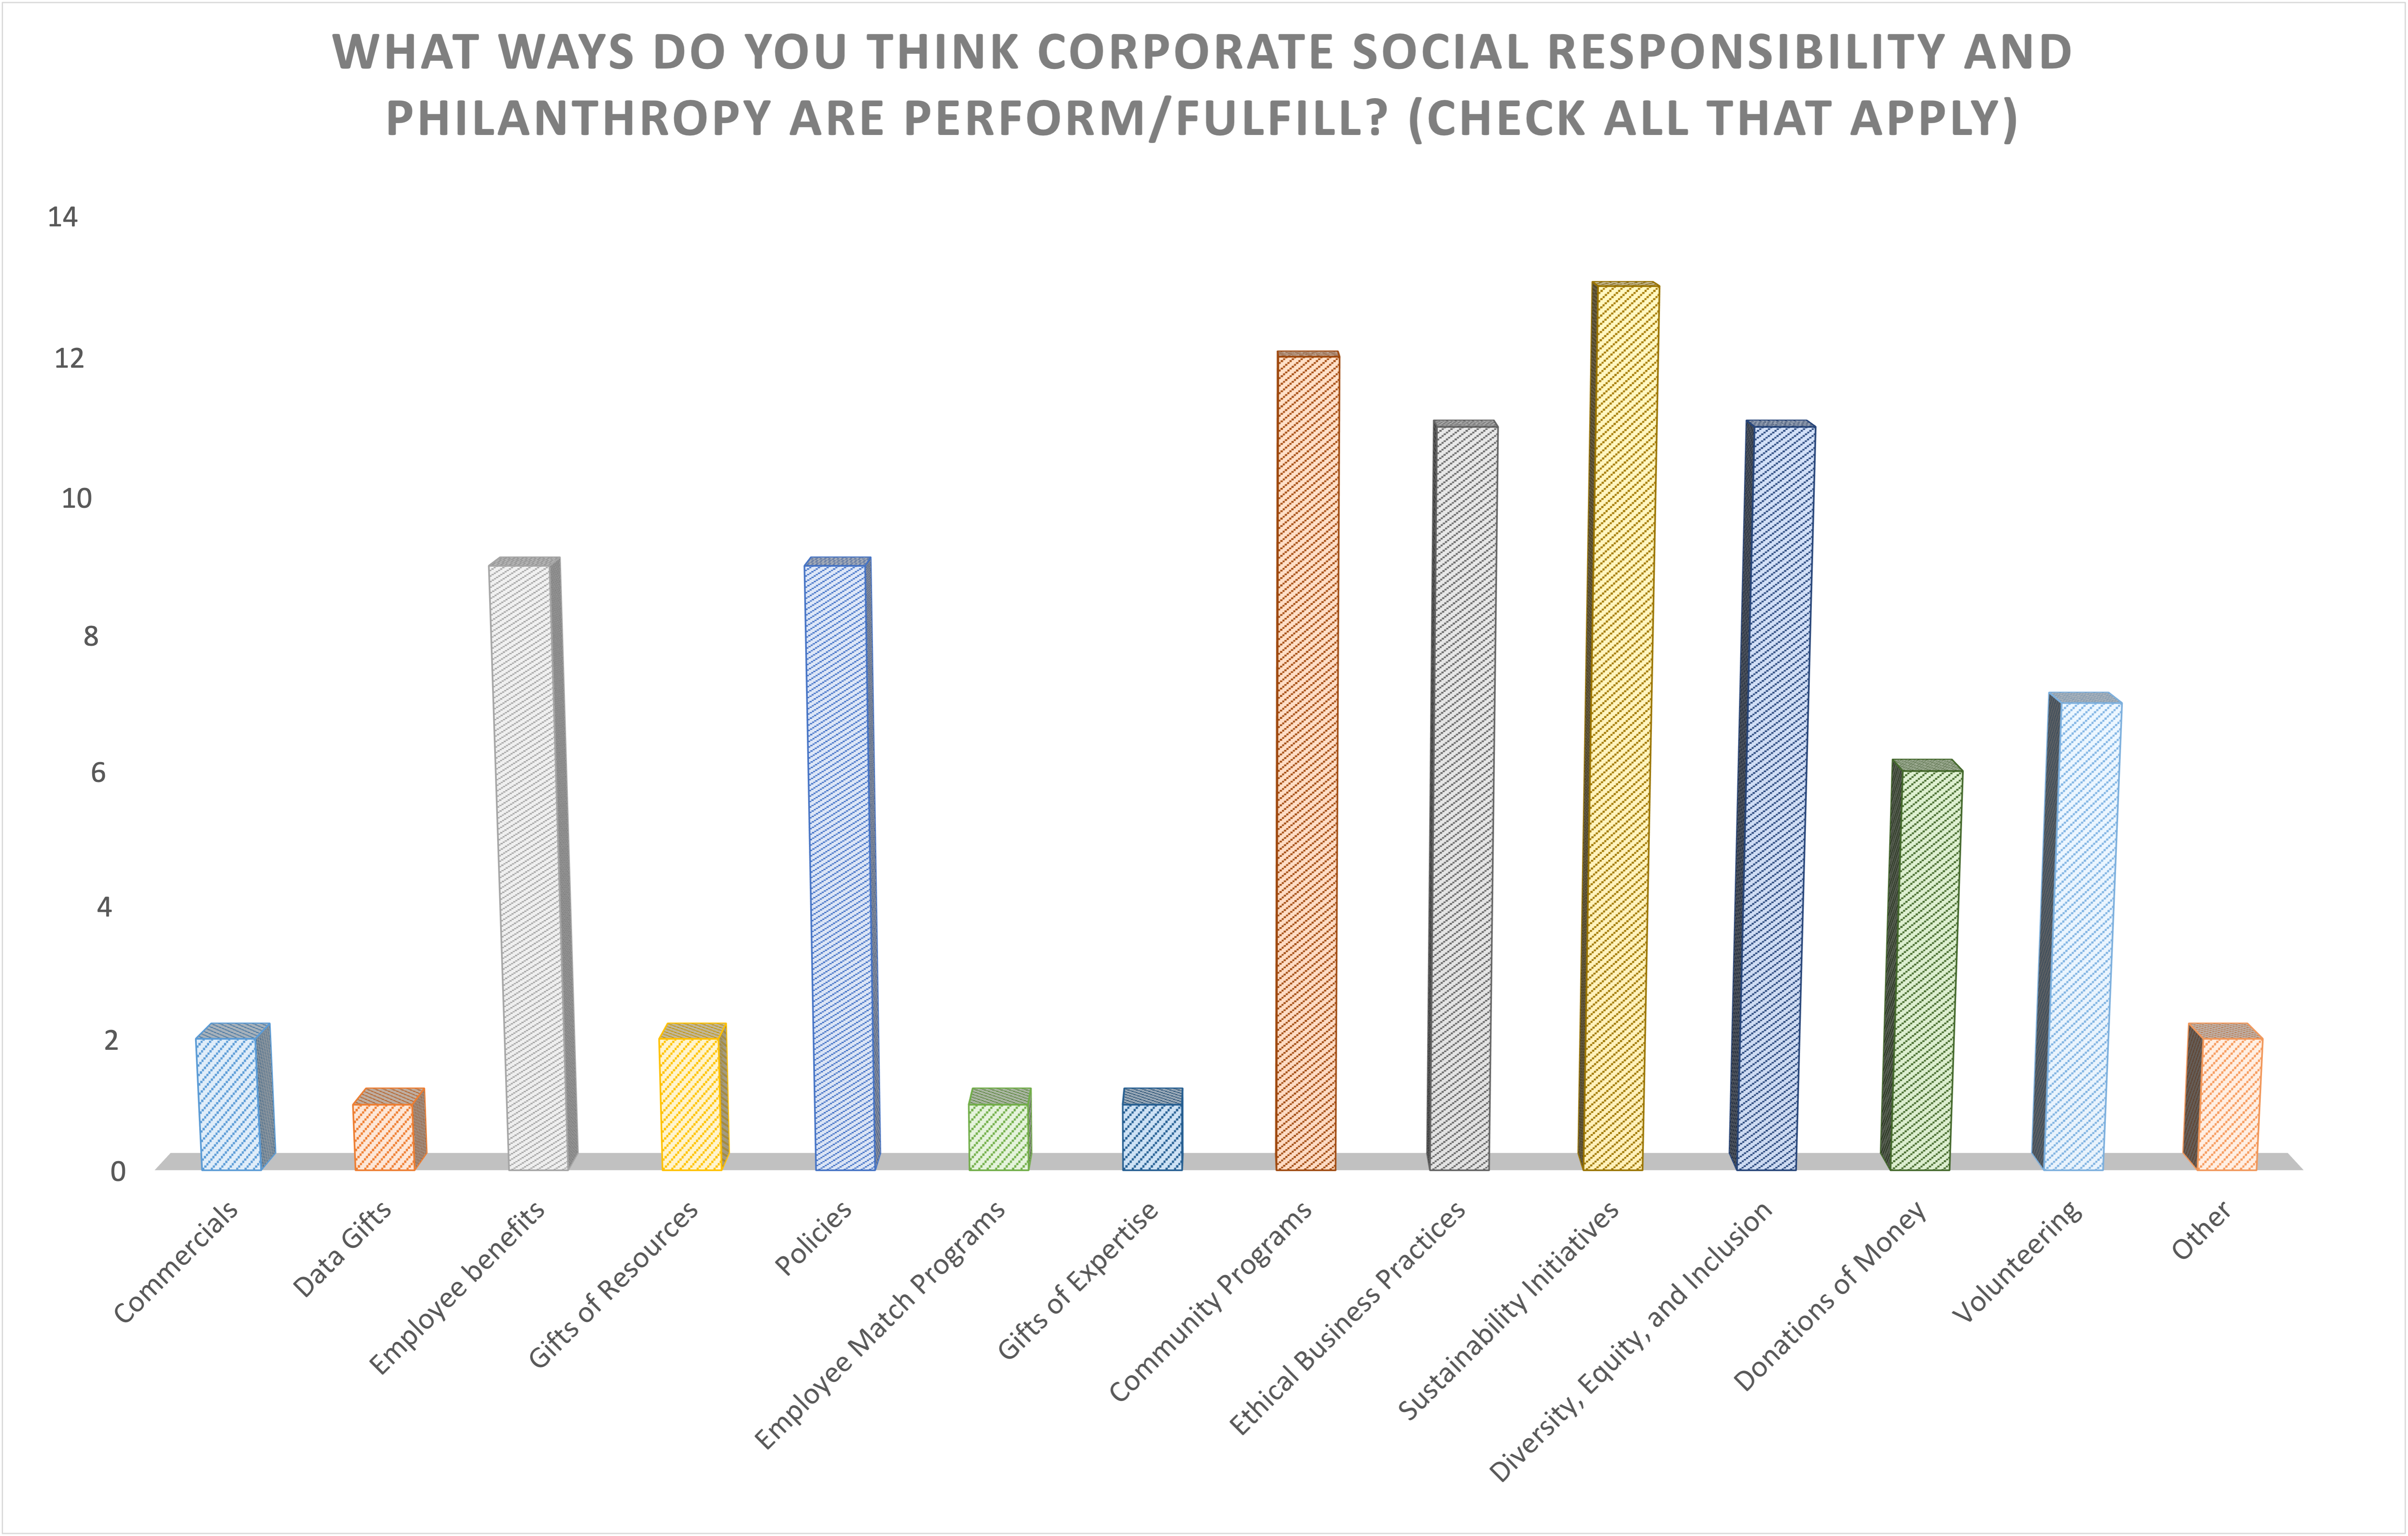 WHAT WAYS DO YOU THINK CORPORATE SOCIAL RESPONSIBILITY AND
PHILANTHROPY ARE PERFORM/FULFILL? (CHECK ALL THAT APPLY)
14
12
10
8
6
4
2
0
Commercials
Data Gifts
Employee benefits
Gifts of Resources
Policies
Employee Match Programs
Gifts of Expertise
Community Programs
Ethical Business Practices
Sustainability Initiatives
Diversity, Equity, and Inclusion
Donations of Money
Volunteering
Other